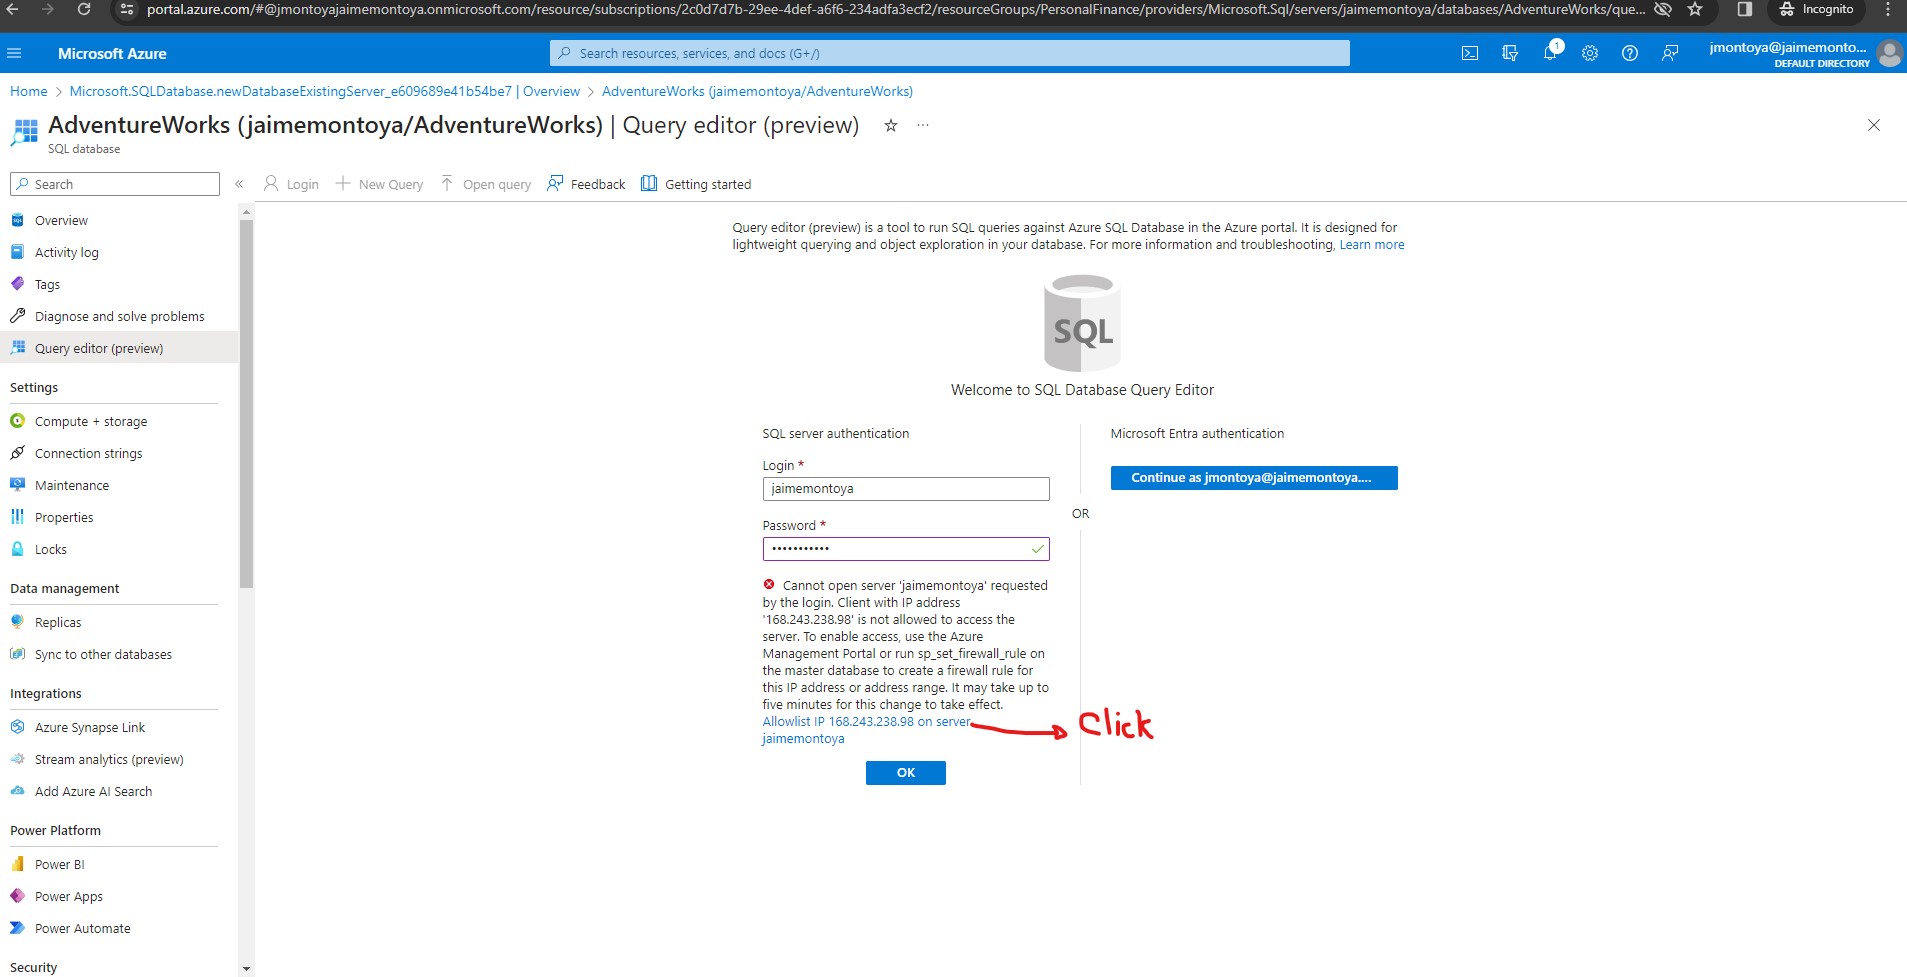 portal.azure.com/#@jmontoyajaimemontoya.onmicrosoft.com/resource/subscriptions/2c0d7d7b-29ee-4def-a6f6-234adfa3ecf2/resourceGroups/PersonalFinance/providers/Microsoft.Sql/servers/jaimemontoya/databases/AdventureWorks/que...
Incognito
Microsoft Azure
Search resources, services, and docs (G+/)
1
jmontoya@jaimemonto...
DEFAULT DIRECTORY
Home > Microsoft.SQLDatabase.newDatabaseExistingServer_e609689e41b54be7 | Overview > AdventureWorks (jaimemontoya/AdventureWorks)
AdventureWorks (jaimemontoya/AdventureWorks) | Query editor (preview)
SQL database
Search
Login
New Query
Open query
Feedback
Getting started
Overview
Activity log
Tags
Diagnose and solve problems
Query editor (preview)
Settings
Compute + storage
Connection strings
Maintenance
Properties
Locks
Data management
Replicas
Sync to other databases
Integrations
Azure Synapse Link
Stream analytics (preview)
Add Azure AI Search
Power Platform
Power BI
Power Apps
Power Automate
Security
Query editor (preview) is a tool to run SQL queries against Azure SQL Database in the Azure portal. It is designed for
lightweight querying and object exploration in your database. For more information and troubleshooting, Learn more
SQL
Welcome to SQL Database Query Editor
SQL server authentication
Login *
jaimemontoya
Password *
•••••••••••
Cannot open server 'jaimemontoya' requested
by the login. Client with IP address
'168.243.238.98' is not allowed to access the
server. To enable access, use the Azure
Management Portal or run sp_set_firewall_rule on
the master database to create a firewall rule for
this IP address or address range. It may take up to
five minutes for this change to take effect.
Allowlist IP 168.243.238.98 on server
jaimemontoya
Click
OK
OR
Microsoft Entra authentication
Continue as jmontoya@jaimemontoya....